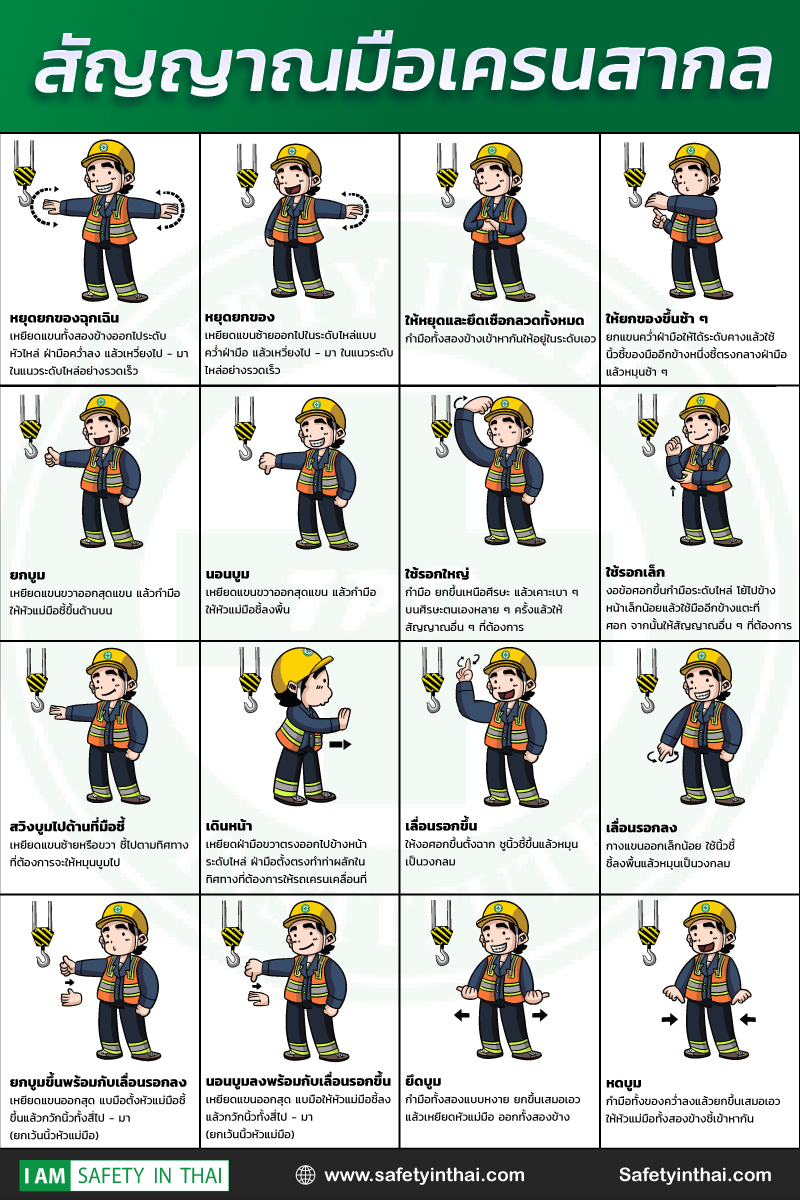 สัญญาณมือเครนสากล
หยุดยกของฉุกเฉิน
เหยียดแขนทั้งสองข้างออกไประดับ
หัวไหล่ ฝ่ามือคว่ำลง แล้วเหวี่ยงไป - มา
ในแนวระดับไหล่อย่างรวดเร็ว
หยุดยกของ
เหยียดแขนซ้ายออกไปในระดับไหล่แบบ
คว่ำฝ่ามือ แล้วเหวี่ยงไป - มา ในแนวระดับ
ไหล่อย่างรวดเร็ว
ให้หยุดและยึดเชือกลวดทั้งหมด
กำมือทั้งสองเข้าหากันให้อยู่ในระดับเอว
ให้ยกของขึ้นช้า ๆ
ยกแขนคว่ำฝ่ามือให้ได้ระดับคางแล้วใช้
นิ้วชี้ของมืออีกข้างหนึ่งชี้ตรงกลางฝ่ามือ
แล้วหมุนช้า ๆ
ยกบูม
เหยียดแขนขวาออกสุดแขน แล้วกำมือ
ให้หัวแม่มือชี้ขึ้นด้านบน
นอนบูม
เหยียดแขนขวาออกสุดแขน แล้วกำมือ
ให้หัวแม่มือชี้ลงพื้น
ใช้รอกใหญ่
กำมือ ยกขึ้นเหนือศีรษะ แล้วเคาะเบา ๆ
บนศีรษะตนเองหลาย ๆ ครั้งแล้วให้
สัญญาณอื่น ๆ ที่ต้องการ
ใช้รอกเล็ก
งอข้อศอกขึ้นกำมือระดับไหล่ โย้ไปข้าง
หน้าเล็กน้อยแล้วใช้มืออีกข้างแตะที่
ศอก จากนั้นให้สัญญาณอื่น ๆ ที่ต้องการ
สวิงบูมไปด้านที่มือชี้
เหยียดแขนซ้ายหรือขวา ชี้ไปตามทิศทาง
ที่ต้องการจะให้หมุนบูมไป
เดินหน้า
เหยียดฝ่ามือขวาตรงออกไปข้างหน้า
ระดับไหล่ ฝ่ามือตั้งตรงทำท่าผลักใน
ทิศทางที่ต้องการให้รถเครนเคลื่อนที่
เลื่อนรอกขึ้น
ให้งอศอกขึ้นตั้งฉาก ชูนิ้วชี้ขึ้นแล้วหมุน
เป็นวงกลม
เลื่อนรอกลง
กางแขนออกเล็กน้อย ใช้นิ้วชี้
ชี้ลงพื้นแล้วหมุนเป็นวงกลม
ยกบูมขึ้นพร้อมกับเลื่อนรอกลง
เหยียดแขนออกสุด แบมือตั้งหัวแม่มือชี้
ขึ้นแล้วกวักนิ้วทั้งสี่ไป - มา
(ยกเว้นนิ้วหัวแม่มือ)
นอนบูมลงพร้อมกับเลื่อนรอกขึ้น
เหยียดแขนออกสุด แบมือให้หัวแม่มือชี้ลง
แล้วกวักนิ้วทั้งสี่ไป - มา
(ยกเว้นนิ้วหัวแม่มือ)
ยืดบูม
กำมือทั้งสองแบบหงาย ยกขึ้นเสมอเอว
แล้วเหยียดหัวแม่มือ ออกทั้งสองข้าง
หดบูม
กำมือทั้งของคว่ำลงแล้วยกขึ้นเสมอเอว
ให้หัวแม่มือทั้งสองข้างชี้เข้าหากัน
I AM SAFETY IN THAI
www.safetyinthai.com
Safetyinthai.com